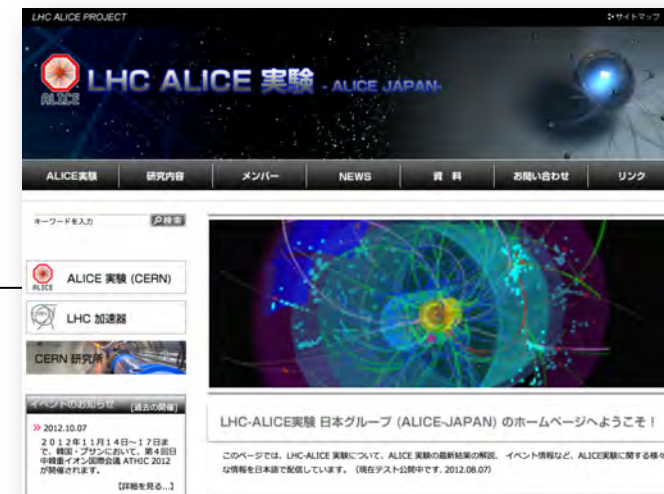 LHC ALICE PROJECT
サイトマップ
ALICE
LHC ALICE 実験 - ALICE JAPAN-
ALICE実験 研究内容 メンバー NEWS 資 料 お問い合わせ リンク
キーワードを入力 検索
ALICE
ALICE 実験 (CERN)
LHC 加速器
CERN 研究所
イベントのお知らせ [過去の開催]
2012.10.07
2012年11月14日~17日ま
で、韓国・プサンにおいて、第4回日
中韓重イオン国際会議 ATHIC 2012
が開催されます。
【詳細を見る...】
LHC-ALICE実験 日本グループ (ALICE-JAPAN) のホームページへようこそ!
このページでは、LHC-ALICE 実験について、ALICE 実験の最新結果の解説、 イベント情報など、ALICE実験に関する様々
な情報を日本語で配信しています。 (現在テスト公開中です. 2012.08.07)